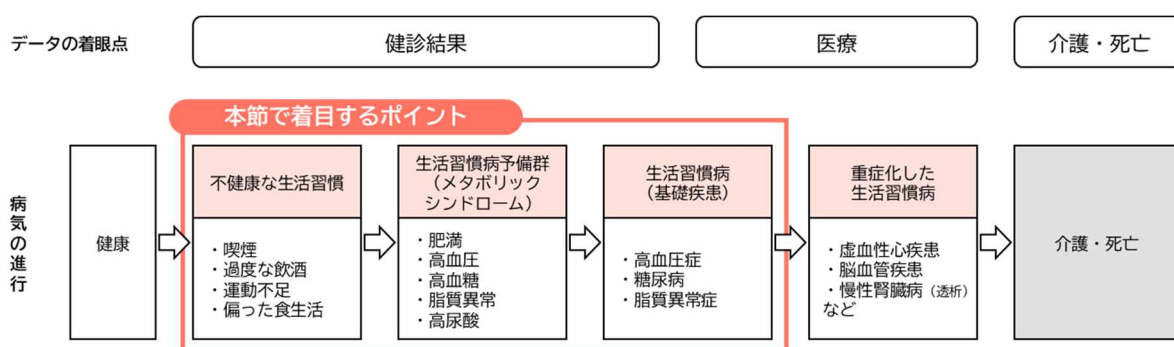 データの着眼点
健診結果
医療
介護・死亡
本節で着目するポイント
病気の進行
健康
不健康な生活習慣
・喫煙
・過度な飲酒
・運動不足
・偏った食生活
生活習慣病予備群
（メタボリック
シンドローム）
・肥満
・高血圧
・高血糖
・脂質異常
・高尿酸
生活習慣病
（基礎疾患）
・高血圧症
・糖尿病
・脂質異常症
重症化した
生活習慣病
・虚血性心疾患
・脳血管疾患
・慢性腎臓病（透析）
など
介護・死亡